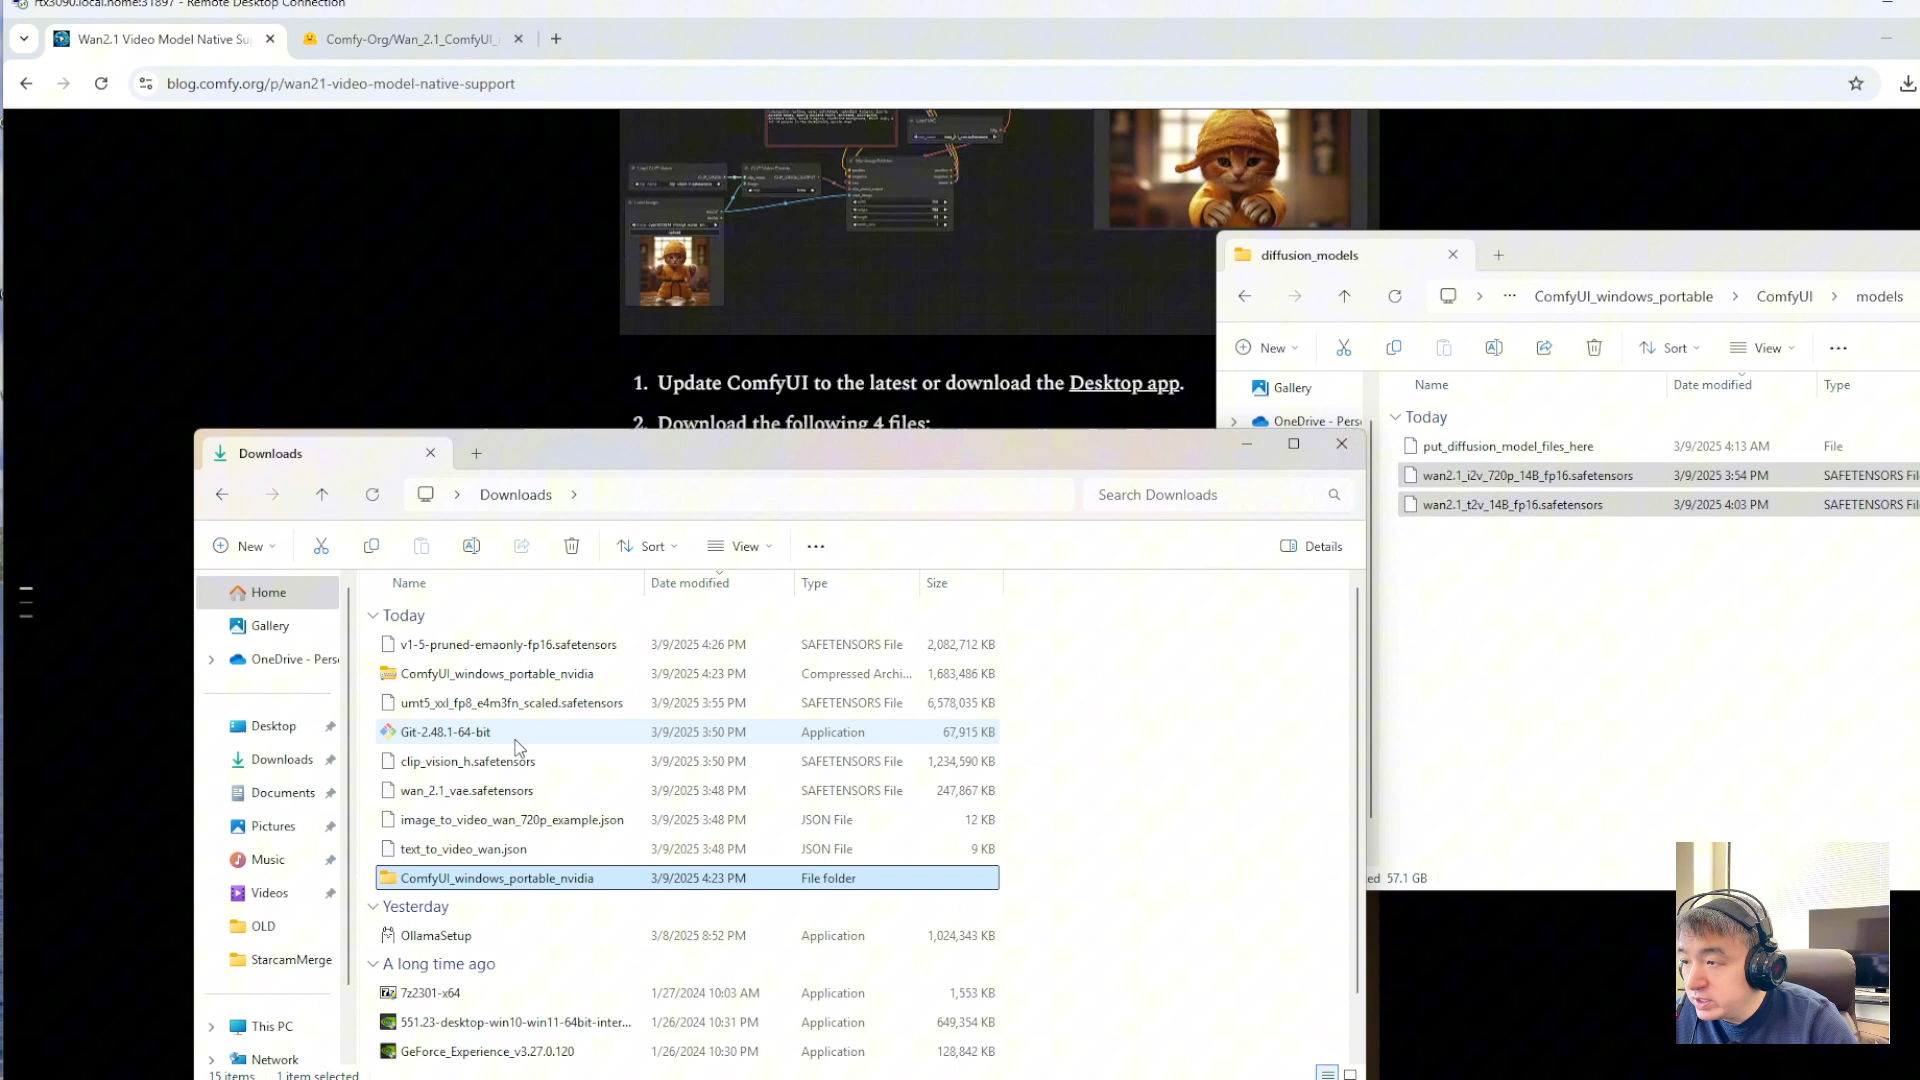 rtx3090.local.home:31897 - Remote Desktop Connection
Wan2.1 Video Model Native Su
Comfy-Org/Wan_2.1_ComfyUI_
blog.comfy.org/p/wan21-video-model-native-support
1. Update ComfyUI to the latest or download the Desktop app.
2. Download the following 4 files:
diffusion_models
ComfyUI_windows_portable > ComfyUI > models
New
Sort
View
Gallery
OneDrive - Pers
Name Date modified Type
Today
put_diffusion_model_files_here 3/9/2025 4:13 AM File
wan2.1_i2v_720p_14B_fp16.safetensors 3/9/2025 3:54 PM SAFETENSORS Fil
wan2.1_t2v_14B_fp16.safetensors 3/9/2025 4:03 PM SAFETENSORS Fil
ed 57.1 GB
Downloads
Downloads >
Search Downloads
New
Sort
View
Details
Home
Gallery
OneDrive - Pers
Desktop
Downloads
Documents
Pictures
Music
Videos
OLD
StarcamMerge
This PC
Network
Name Date modified Type Size
Today
v1-5-pruned-emaonly-fp16.safetensors 3/9/2025 4:26 PM SAFETENSORS File 2,082,712 KB
ComfyUI_windows_portable_nvidia 3/9/2025 4:23 PM Compressed Archi... 1,683,486 KB
umt5_xxl_fp8_e4m3fn_scaled.safetensors 3/9/2025 3:55 PM SAFETENSORS File 6,578,035 KB
Git-2.48.1-64-bit 3/9/2025 3:50 PM Application 67,915 KB
clip_vision_h.safetensors 3/9/2025 3:50 PM SAFETENSORS File 1,234,590 KB
wan_2.1_vae.safetensors 3/9/2025 3:48 PM SAFETENSORS File 247,867 KB
image_to_video_wan_720p_example.json 3/9/2025 3:48 PM JSON File 12 KB
text_to_video_wan.json 3/9/2025 3:48 PM JSON File 9 KB
ComfyUI_windows_portable_nvidia 3/9/2025 4:23 PM File folder
Yesterday
OllamaSetup 3/8/2025 8:52 PM Application 1,024,343 KB
A long time ago
7z2301-x64 1/27/2024 10:03 AM Application 1,553 KB
551.23-desktop-win10-win11-64bit-inter... 1/26/2024 10:31 PM Application 649,354 KB
GeForce_Experience_v3.27.0.120 1/26/2024 10:30 PM Application 128,842 KB
15 items 1 item selected